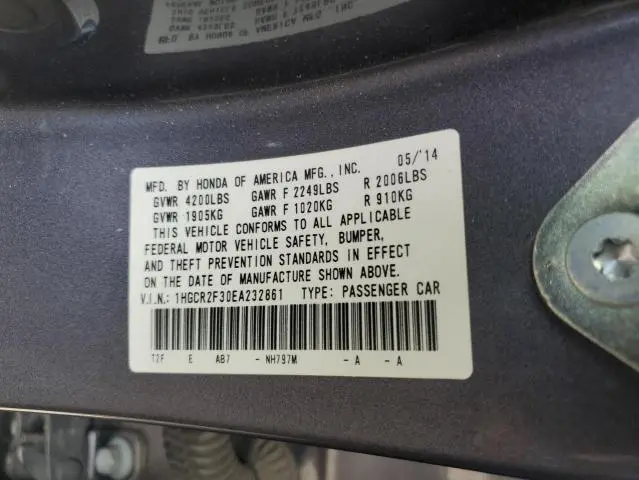 MFD. BY HONDA OF AMERICA MFG., INC. 05/'14
GVWR 4200LBS GAWR F 2249LBS R 2006LBS
GVWR 1905KG GAWR F 1020KG R 910KG
THIS VEHICLE CONFORMS TO ALL APPLICABLE
FEDERAL MOTOR VEHICLE SAFETY, BUMPER,
AND THEFT PREVENTION STANDARDS IN EFFECT
ON THE DATE OF MANUFACTURE SHOWN ABOVE.
V.I.N.: 1HGCR2F30EA232861 TYPE: PASSENGER CAR
T2F E AB7 - NH797M - A - A